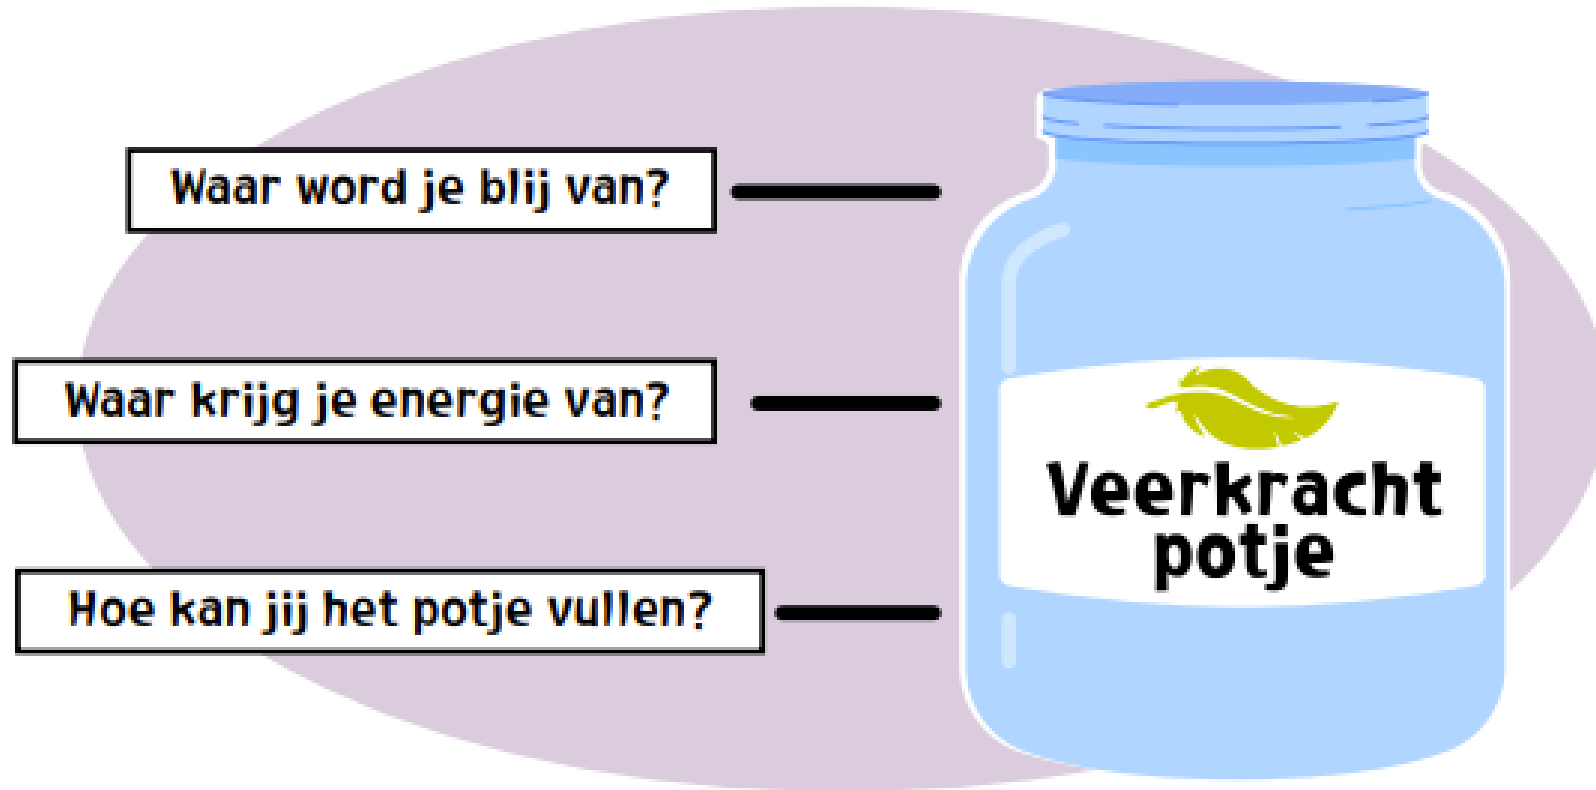 Waar word je blij van?
Waar krijg je energie van?
Hoe kan jij het potje vullen?
Veerkracht
potje